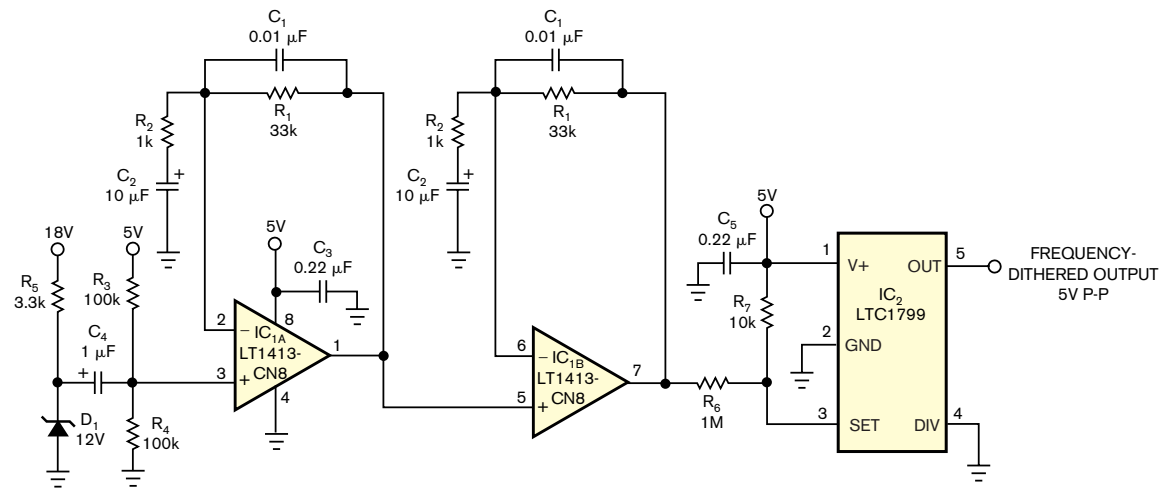 C1
0.01 µF
R1
33k
R2
1k
C2
+
10 µF
18V
5V
R5
3.3k
R3
100k
C4
1 µF
+
D1
12V
R4
100k
5V
C3
0.22 µF
2
8
– IC1A
LT1413-
CN8
3
+
4
1
C1
0.01 µF
R1
33k
R2
1k
C2
+
10 µF
6
– IC1B
LT1413-
CN8
5
+
7
R6
1M
5V
C5
0.22 µF
R7
10k
1
V+
OUT
5
IC2
LTC1799
2
GND
3
SET
DIV
4
FREQUENCY-
DITHERED OUTPUT
5V P-P